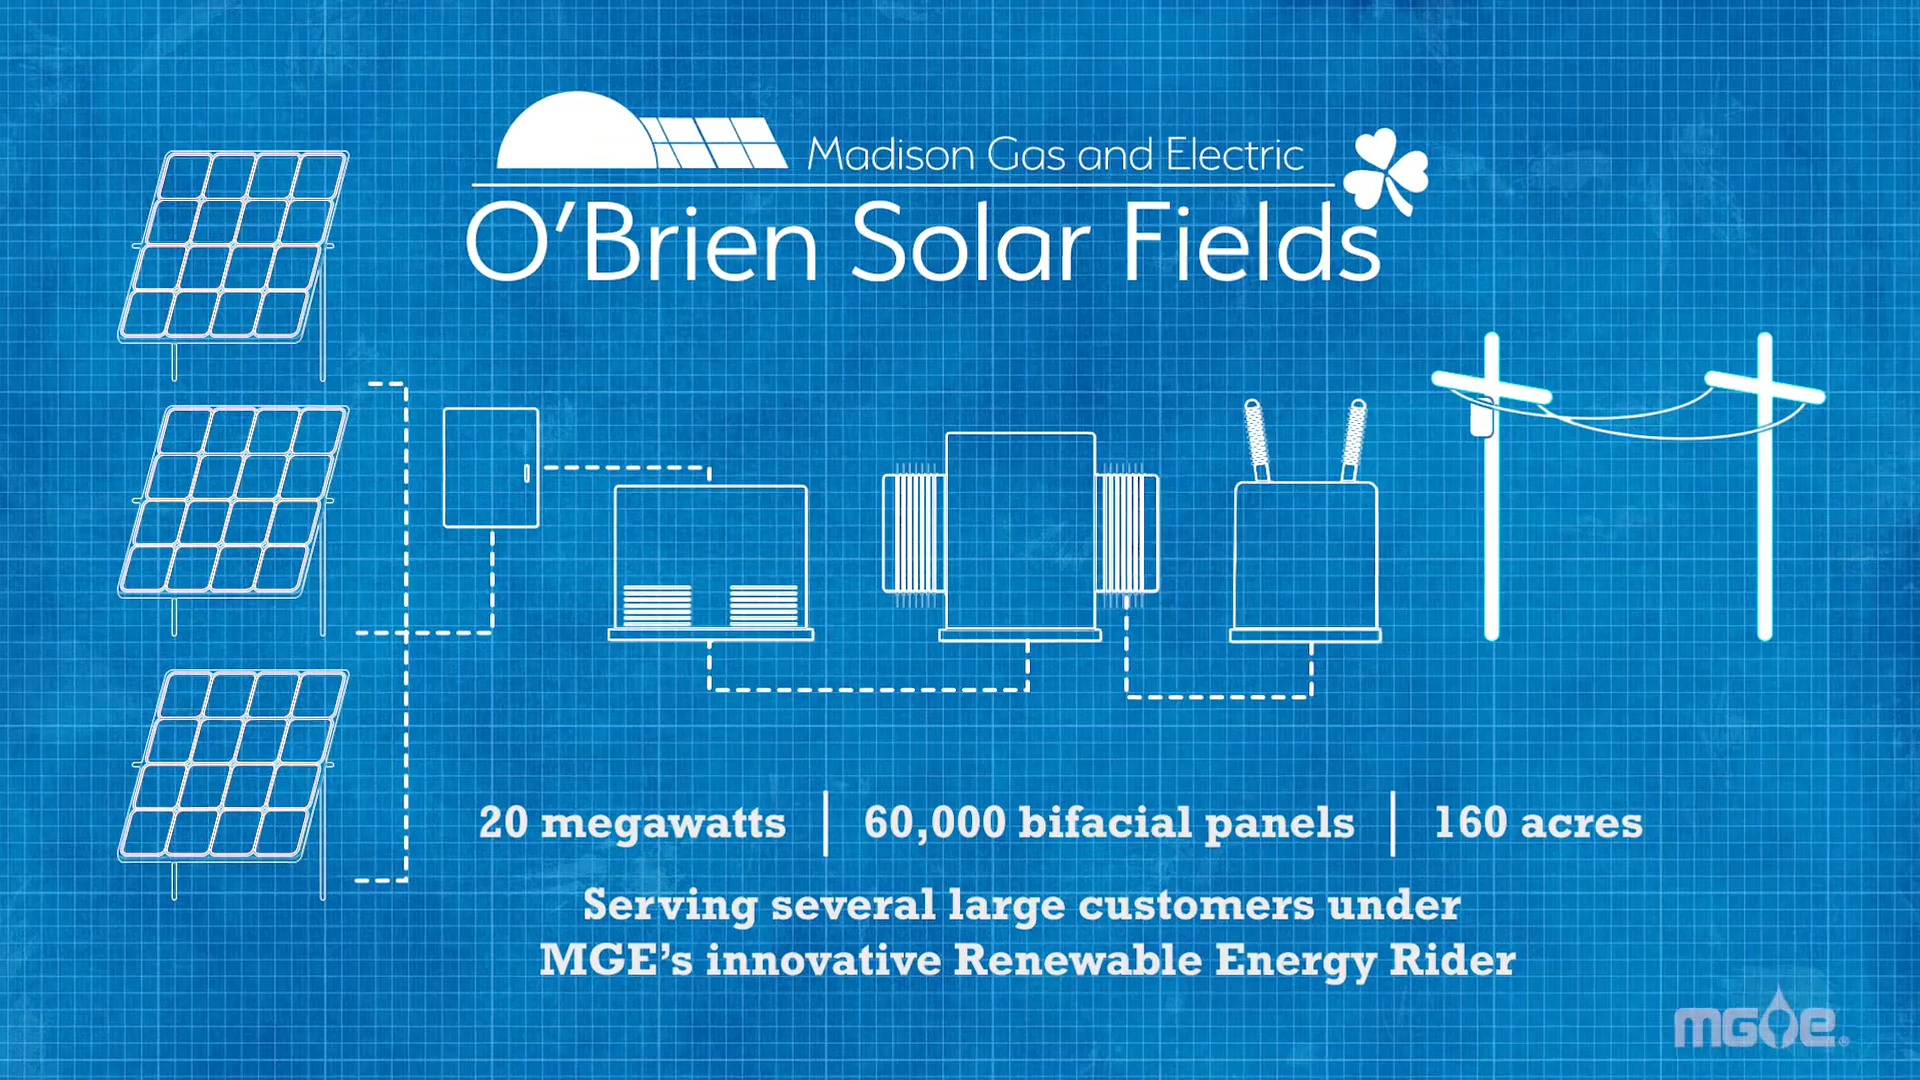 Madison Gas and Electric
O'Brien Solar Fields
20 megawatts | 60,000 bifacial panels | 160 acres
Serving several large customers under
MGE's innovative Renewable Energy Rider
mge®